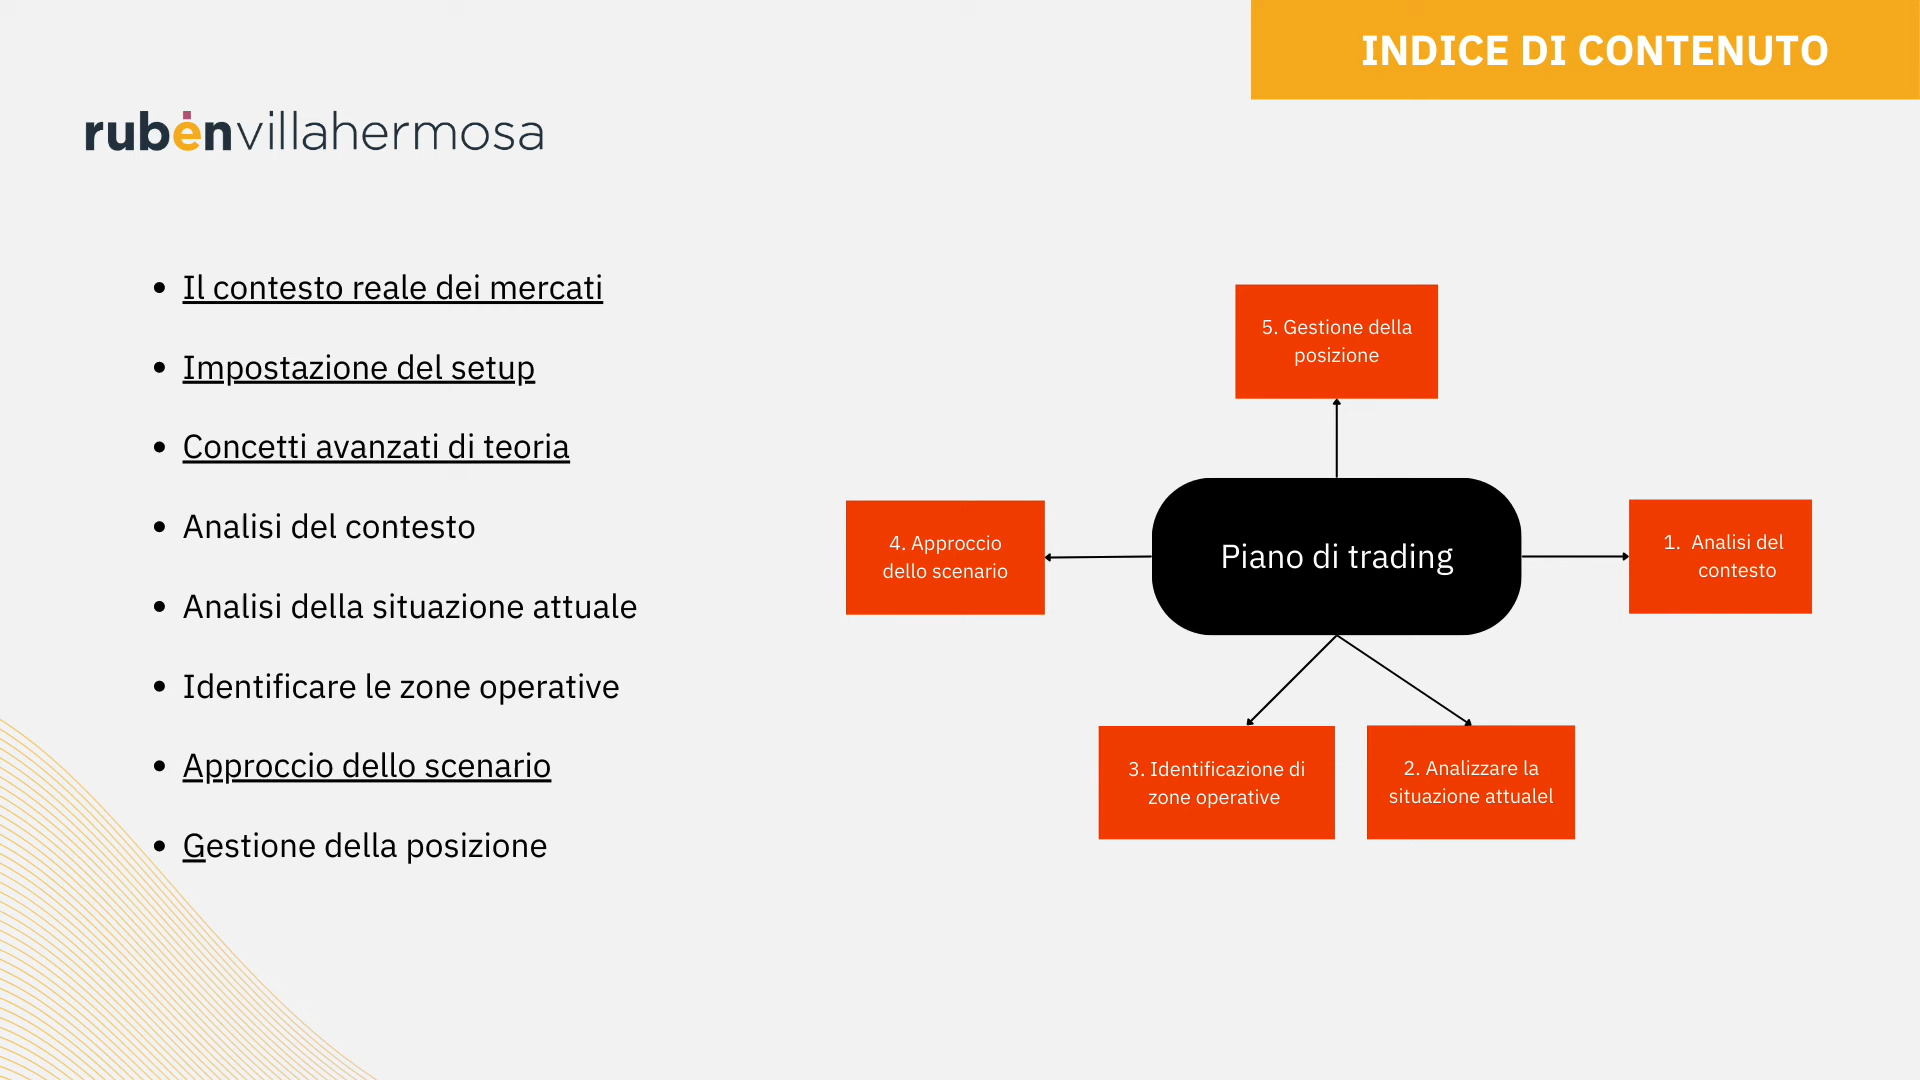 INDICE DI CONTENUTO
rubėnvillahermosa
Il contesto reale dei mercati
Impostazione del setup
Concetti avanzati di teoria
Analisi del contesto
Analisi della situazione attuale
Identificare le zone operative
Approccio dello scenario
Gestione della posizione
5. Gestione della
posizione
4. Approccio
dello scenario
Piano di trading
1. Analisi del
contesto
3. Identificazione di
zone operative
2. Analizzare la
situazione attualel